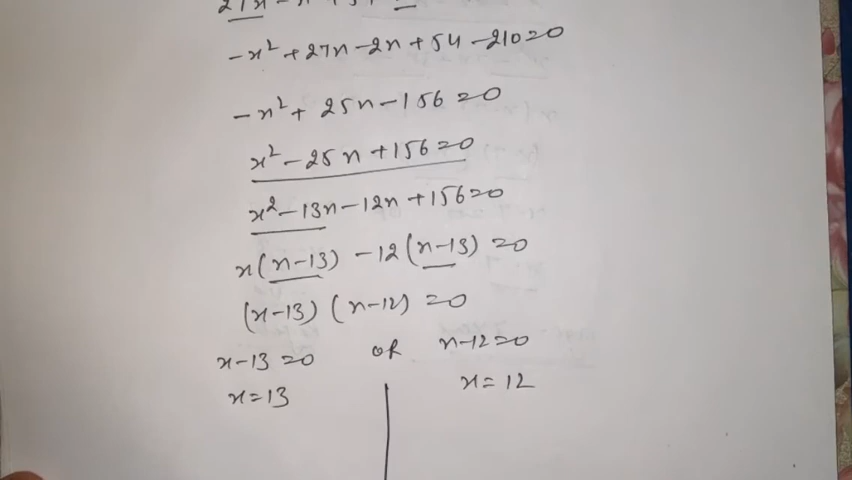 -x² + 27x - 2x + 54 - 210 = 0
-x² + 25x - 156 = 0
x² - 25x + 156 = 0
x² - 13x - 12x + 156 = 0
x(x-13) - 12(x-13) = 0
(x-13) (x-12) = 0
x-13 = 0 or x-12 = 0
x = 13 x = 12